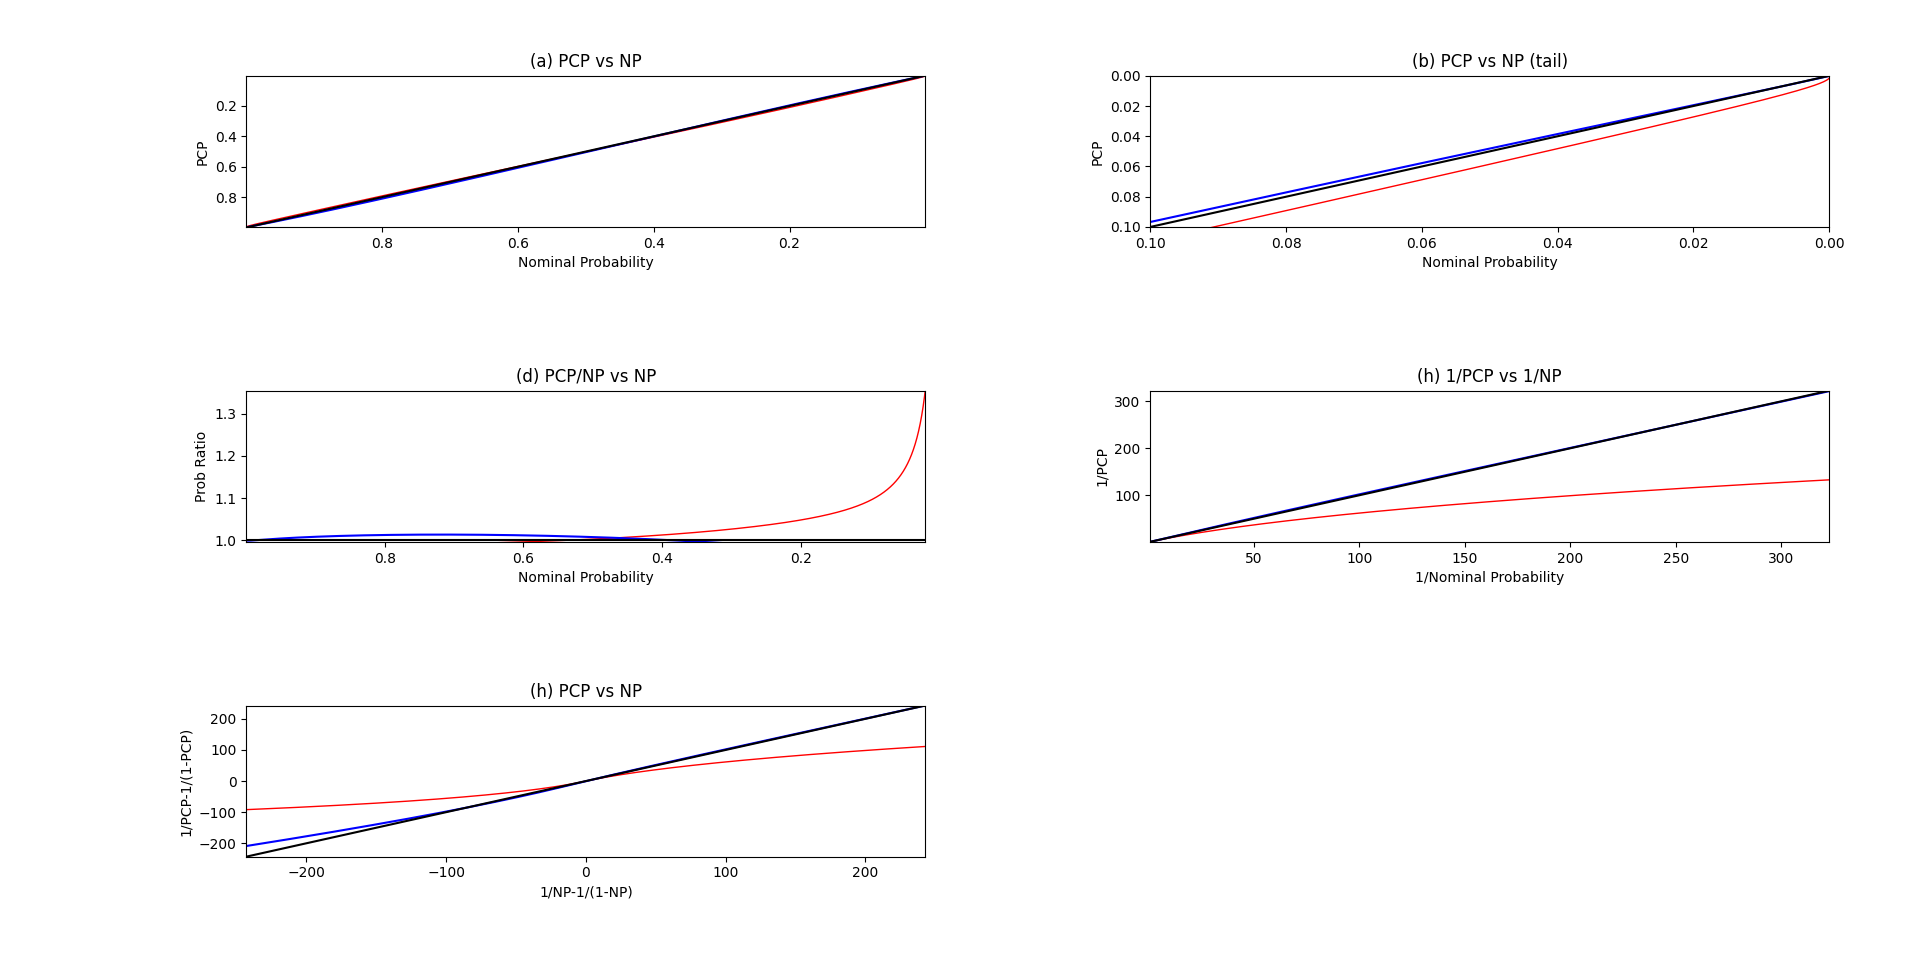 (a) PCP vs NP
PCP
0.2
0.4
0.6
0.8
0.8 0.6 0.4 0.2
Nominal Probability
(b) PCP vs NP (tail)
PCP
0.00
0.02
0.04
0.06
0.08
0.10
0.10 0.08 0.06 0.04 0.02 0.00
Nominal Probability
(d) PCP/NP vs NP
Prob Ratio
1.3
1.2
1.1
1.0
0.8 0.6 0.4 0.2
Nominal Probability
(h) 1/PCP vs 1/NP
1/PCP
300
200
100
50 100 150 200 250 300
1/Nominal Probability
(h) PCP vs NP
1/PCP-1/(1-PCP)
200
100
0
−100
−200
−200 −100 0 100 200
1/NP-1/(1-NP)